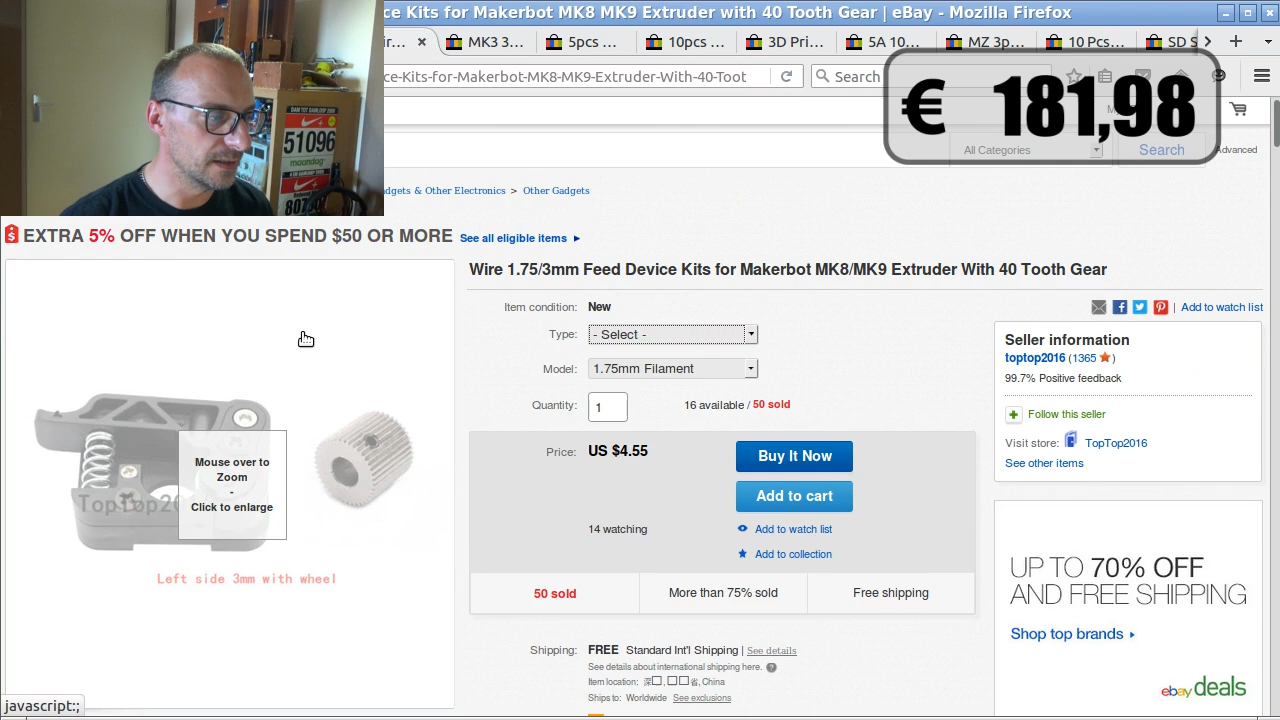 ce Kits for Makerbot MK8 MK9 Extruder with 40 Tooth Gear | eBay - Mozilla Firefox
MK3 3...
5pcs ...
10pcs ...
3D Pri...
5A 10...
MZ 3p...
10 Pcs...
SD S
ce-Kits-for-Makerbot-MK8-MK9-Extruder-With-40-Toot
Search
€ 181,98
All Categories
Search
Advanced
51096
maandag
adgets & Other Electronics > Other Gadgets
EXTRA 5% OFF WHEN YOU SPEND $50 OR MORE See all eligible items
Wire 1.75/3mm Feed Device Kits for Makerbot MK8/MK9 Extruder With 40 Tooth Gear
Item condition: New
| Add to watch list
Type: - Select -
Model: 1.75mm Filament
Quantity: 1 16 available / 50 sold
Price: US $4.55
Buy It Now
Add to cart
14 watching
Add to watch list
Add to collection
50 sold
More than 75% sold
Free shipping
Shipping: FREE Standard Int'l Shipping | See details
See details about international shipping here.
Item location: , China
Ships to: Worldwide See exclusions
Mouse over to
Zoom
-
Click to enlarge
TopTop20
Left side 3mm with wheel
Seller information
toptop2016 (1365 )
99.7% Positive feedback
Follow this seller
Visit store: TopTop2016
See other items
UP TO 70% OFF
AND FREE SHIPPING
Shop top brands
ebay deals
javascript:;